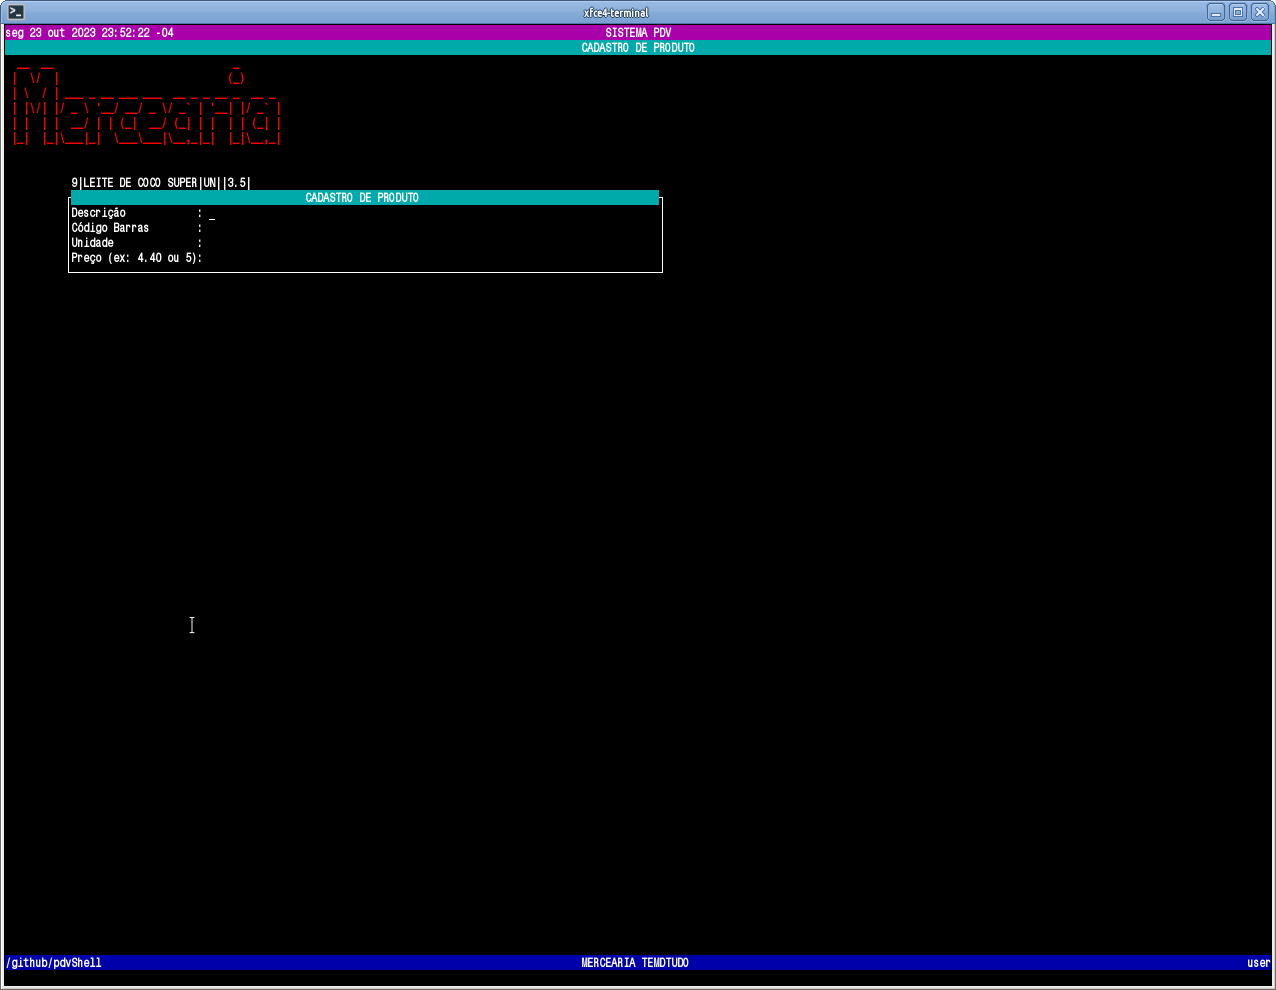 xfce4-terminal
seg 23 out 2023 23:52:22 -04 SISTEMA PDV
CADASTRO DE PRODUTO
Mercearia
9|LEITE DE COCO SUPER|UN||3.5|
CADASTRO DE PRODUTO
Descrição : _
Código Barras :
Unidade :
Preço (ex: 4.40 ou 5):
/github/pdvShell MERCEARIA TEMDTUDO user